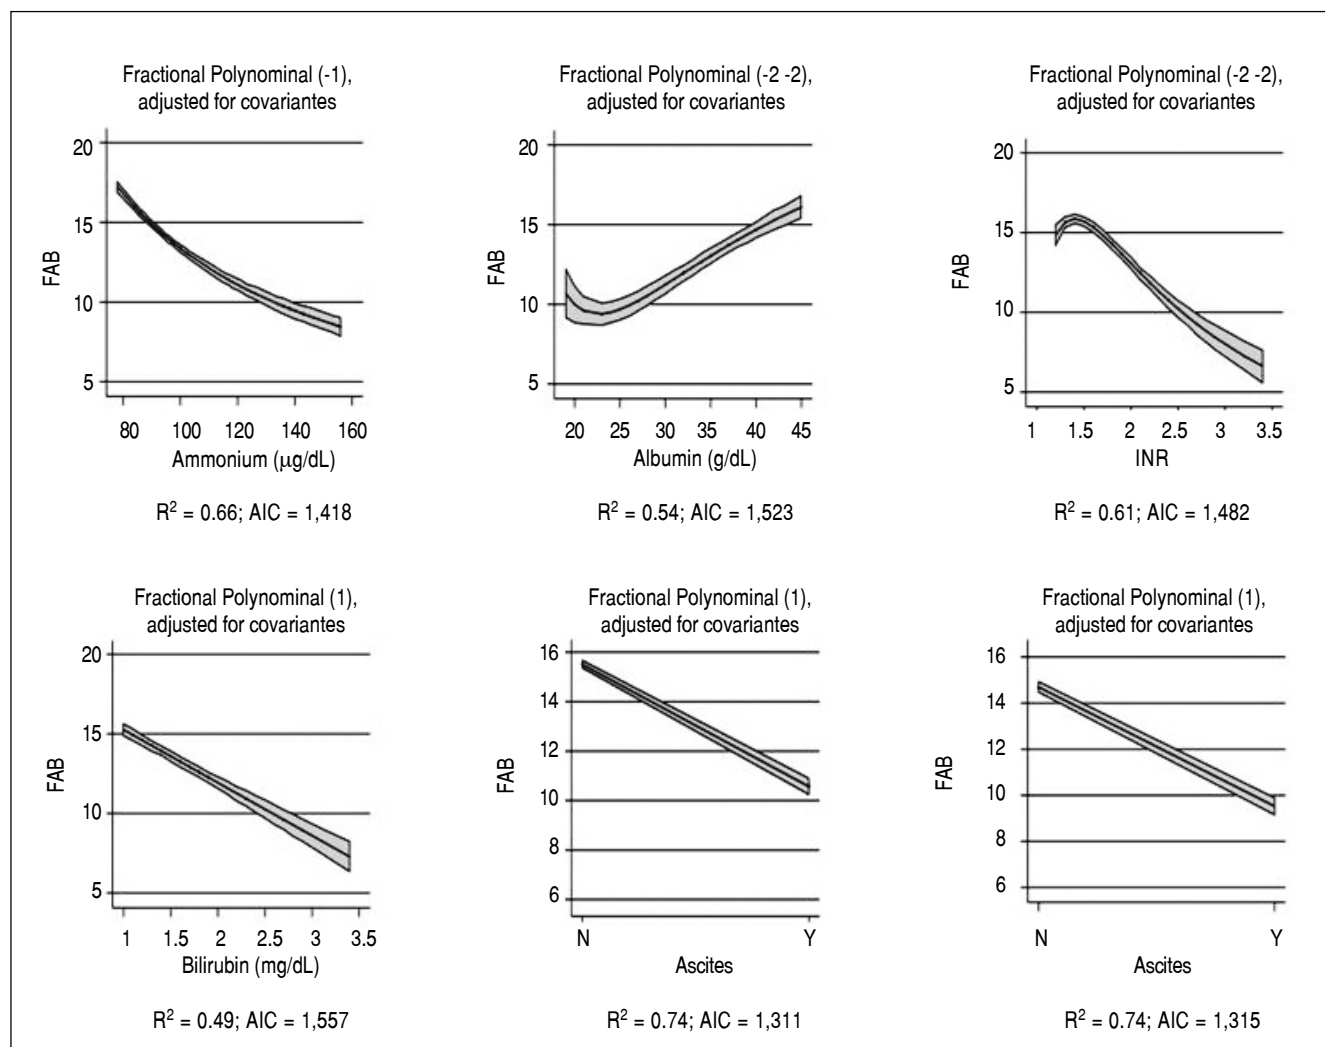 Fractional Polynominal (-1),
adjusted for covariantes
20
15
10
5
FAB
80 100 120 140 160
Ammonium (μg/dL)
R² = 0.66; AIC = 1,418
Fractional Polynominal (-2 -2),
adjusted for covariantes
20
15
10
5
FAB
20 25 30 35 40 45
Albumin (g/dL)
R² = 0.54; AIC = 1,523
Fractional Polynominal (-2 -2),
adjusted for covariantes
20
15
10
5
FAB
1 1.5 2 2.5 3 3.5
INR
R² = 0.61; AIC = 1,482
Fractional Polynominal (1),
adjusted for covariantes
20
15
10
5
FAB
1 1.5 2 2.5 3 3.5
Bilirubin (mg/dL)
R² = 0.49; AIC = 1,557
Fractional Polynominal (1),
adjusted for covariantes
16
14
12
10
8
6
FAB
N Y
Ascites
R² = 0.74; AIC = 1,311
Fractional Polynominal (1),
adjusted for covariantes
16
14
12
10
8
6
FAB
N Y
Ascites
R² = 0.74; AIC = 1,315